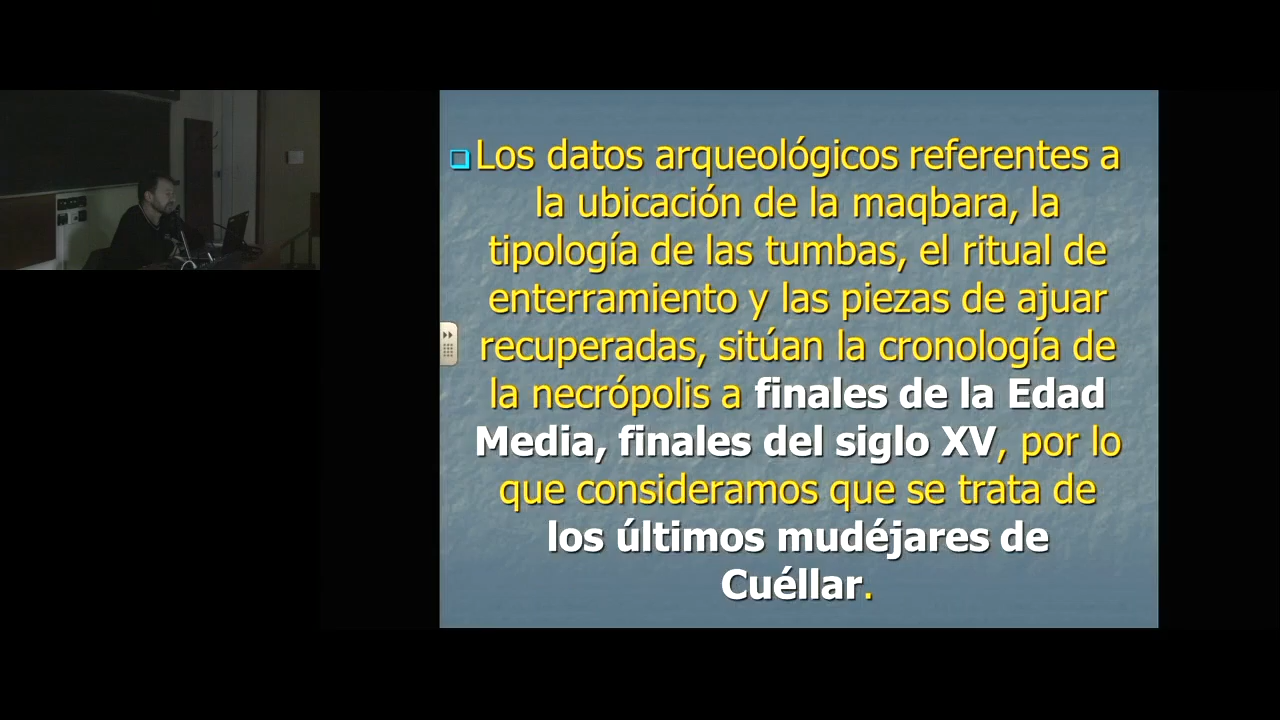 Los datos arqueológicos referentes a
la ubicación de la maqbara, la
tipología de las tumbas, el ritual de
enterramiento y las piezas de ajuar
recuperadas, sitúan la cronología de
la necrópolis a finales de la Edad
Media, finales del siglo XV, por lo
que consideramos que se trata de
los últimos mudéjares de
Cuéllar.